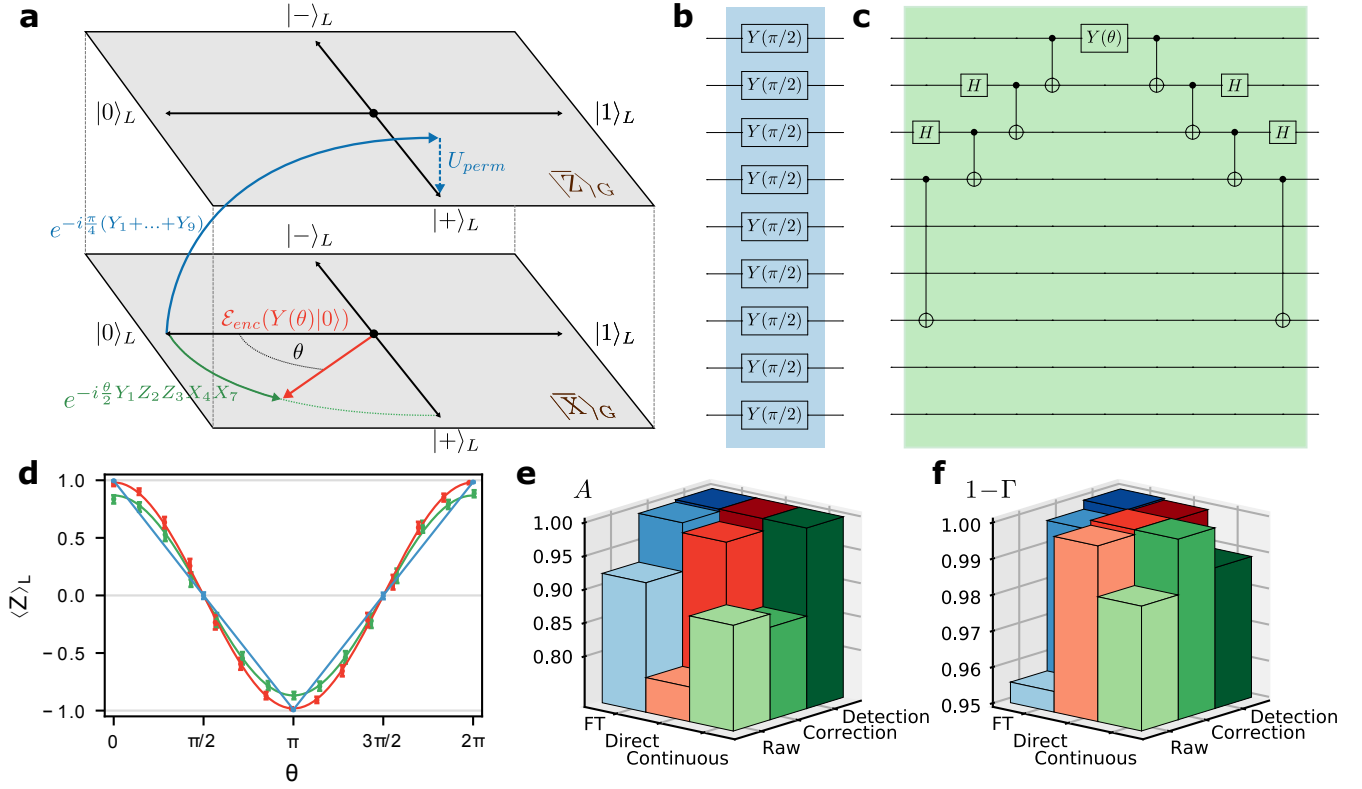 a
|−⟩L
|0⟩L
|1⟩L
U_perm
⟨Z̅⟩G
|+⟩L
e^{−i π/4 (Y1+...+Y9)}
|−⟩L
|0⟩L
ℰenc(Y(θ)|0⟩)
|1⟩L
θ
e^{−i θ/2 Y1Z2Z3X4X7}
|X̅⟩G
|+⟩L
b
Y(π/2)
Y(π/2)
Y(π/2)
Y(π/2)
Y(π/2)
Y(π/2)
Y(π/2)
Y(π/2)
Y(π/2)
c
Y(θ)
H
H
H
H
d
⟨Z⟩L
1.0
0.5
0.0
−0.5
−1.0
0
π/2
π
3π/2
2π
θ
e
A
1.00
0.95
0.90
0.85
0.80
FT
Direct
Continuous
Raw
Correction
Detection
f
1−Γ
1.00
0.99
0.98
0.97
0.96
0.95
FT
Direct
Continuous
Raw
Correction
Detection